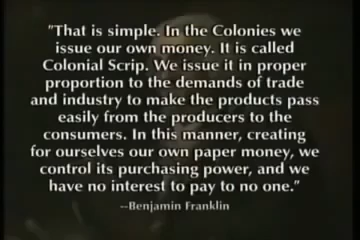 "That is simple. In the Colonies we
issue our own money. It is called
Colonial Scrip. We issue it in proper
proportion to the demands of trade
and industry to make the products pass
easily from the producers to the
consumers. In this manner, creating
for ourselves our own paper money, we
control its purchasing power, and we
have no interest to pay to no one."
--Benjamin Franklin